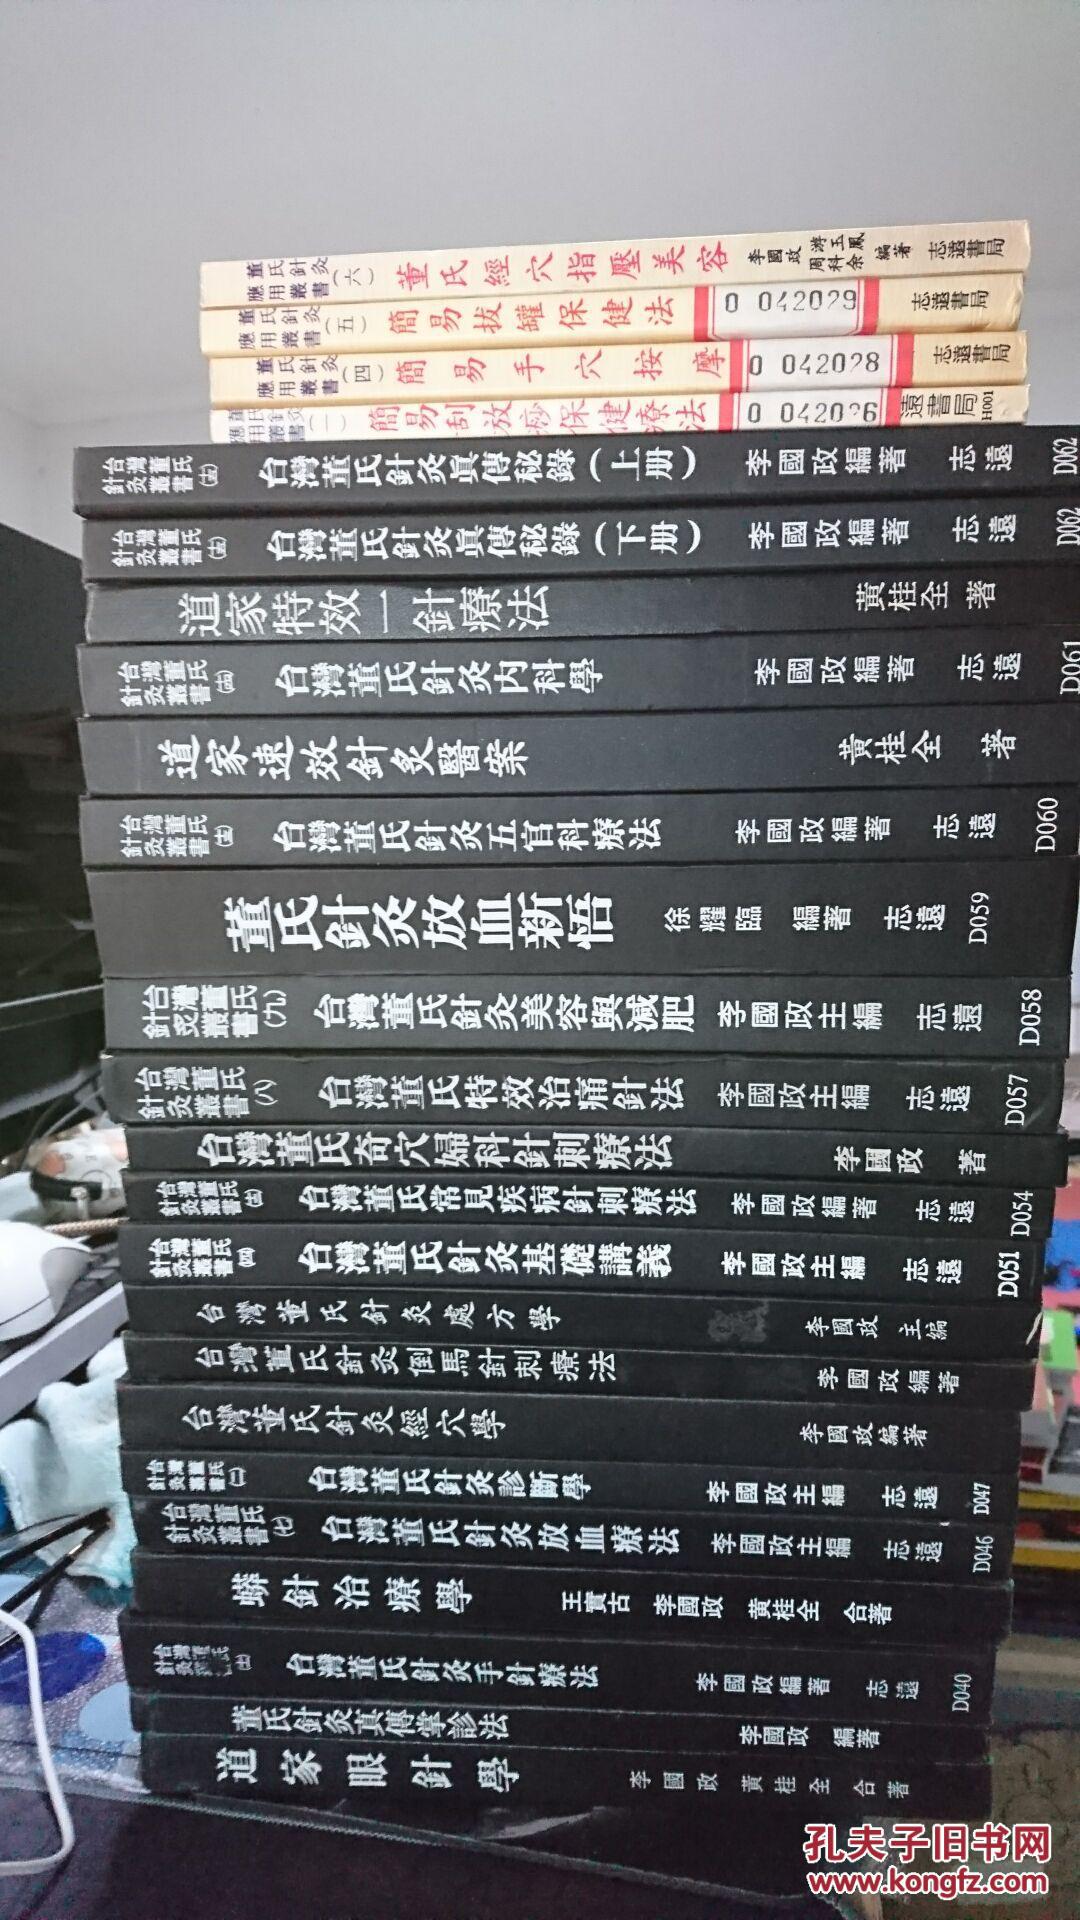 董氏針灸應用叢書(六) 董氏經穴指壓美容 李國政 游玉鳳 周科余 編著 志遠書局
董氏針灸應用叢書(五) 簡易拔罐保健法 0 042029 志遠書局
董氏針灸應用叢書(四) 簡易手穴按摩 0 042028 志遠書局
董氏針灸應用叢書(一) 簡易刮放痧保健療法 0 042026 遠書局 H001
台灣董氏針灸叢書 台灣董氏針灸眞傳秘錄(上册) 李國政編著 志遠 D062
台灣董氏針灸叢書 台灣董氏針灸眞傳秘錄(下册) 李國政編著 志遠 D062
道家特效一針療法 黃桂全 著
台灣董氏針灸叢書 台灣董氏針灸内科學 李國政編著 志遠 D061
道家速效針灸醫案 黃桂全 著
台灣董氏針灸叢書 台灣董氏針灸五官科療法 李國政編著 志遠 D060
董氏針灸放血新悟 徐耀臨 編著 志遠 D059
台灣董氏針灸叢書(九) 台灣董氏針灸美容與減肥 李國政主編 志遠 D058
台灣董氏針灸叢書(八) 台灣董氏特效治痛針法 李國政主編 志遠 D057
台灣董氏奇穴婦科針刺療法 李國政 著
台灣董氏針灸叢書 台灣董氏常見疾病針刺療法 李國政編著 志遠 D054
台灣董氏針灸叢書(四) 台灣董氏針灸基礎講義 李國政主編 志遠 D051
台灣董氏針灸處方學 李國政 主編
台灣董氏針灸倒馬針刺療法 李國政編著
台灣董氏針灸經穴學 李國政編著
台灣董氏針灸叢書(二) 台灣董氏針灸診斷學 李國政主編 志遠 D047
台灣董氏針灸叢書(七) 台灣董氏針灸放血療法 李國政主編 志遠 D046
蟒針治療學 王實古 李國政 黃桂全 合著
台灣董氏針灸叢書 台灣董氏針灸手針療法 李國政編著 志遠 D040
董氏針灸真傳掌診法 李國政 編著
道家眼針學 李國政 黃桂全 合著
孔夫子旧书网
www.kongfz.com